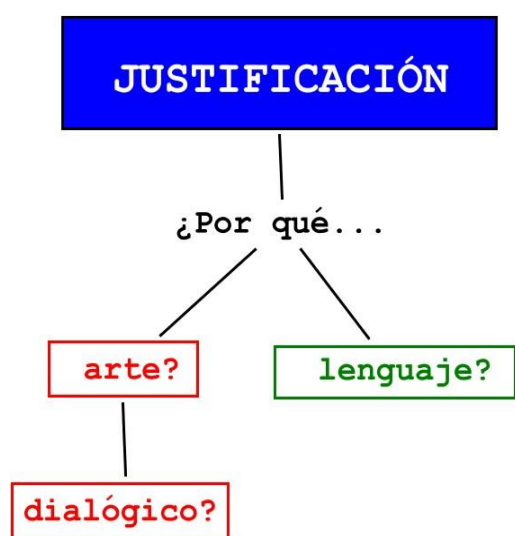 JUSTIFICACIÓN
¿Por qué...
arte?
lenguaje?
dialógico?